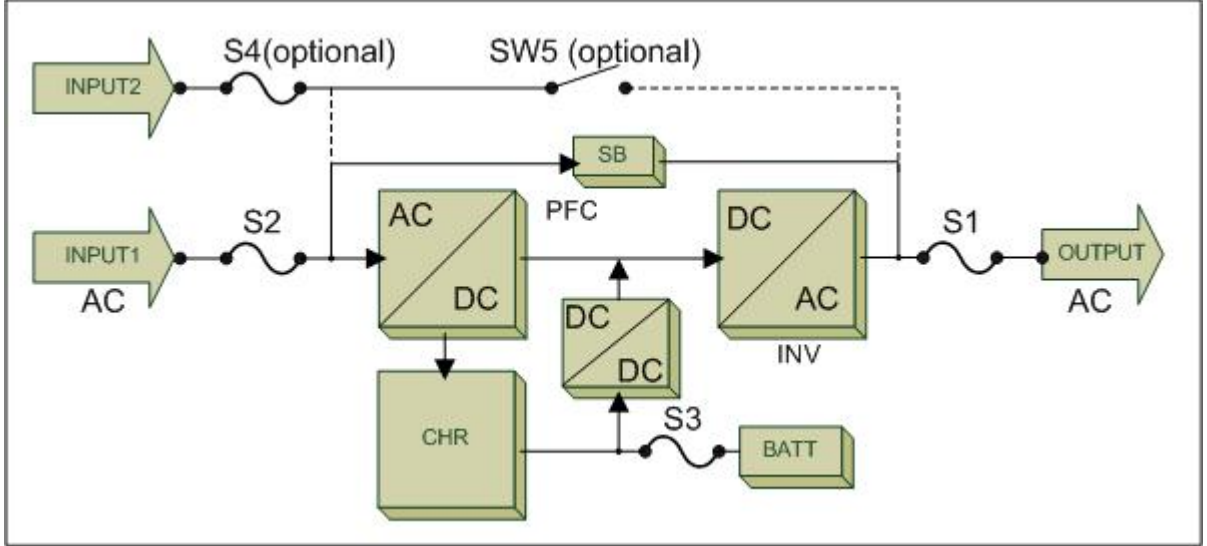 S4(optional)
SW5 (optional)
INPUT2
SB
PFC
S2
AC
DC
DC
AC
INV
S1
INPUT1
AC
OUTPUT
AC
DC
DC
CHR
S3
BATT